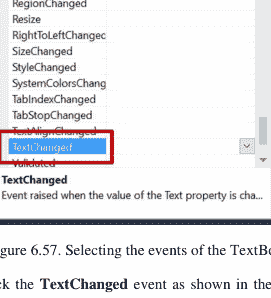 RegionChanged
Resize
RightToLeftChanged
SizeChanged
StyleChanged
SystemColorsChang
TabIndexChanged
TabStopChanged
TextAlignChanged
TextChanged
Validated
TextChanged
Event raised when the value of the Text property is cha...
gure 6.57. Selecting the events of the TextBo
ck the TextChanged event as shown in the